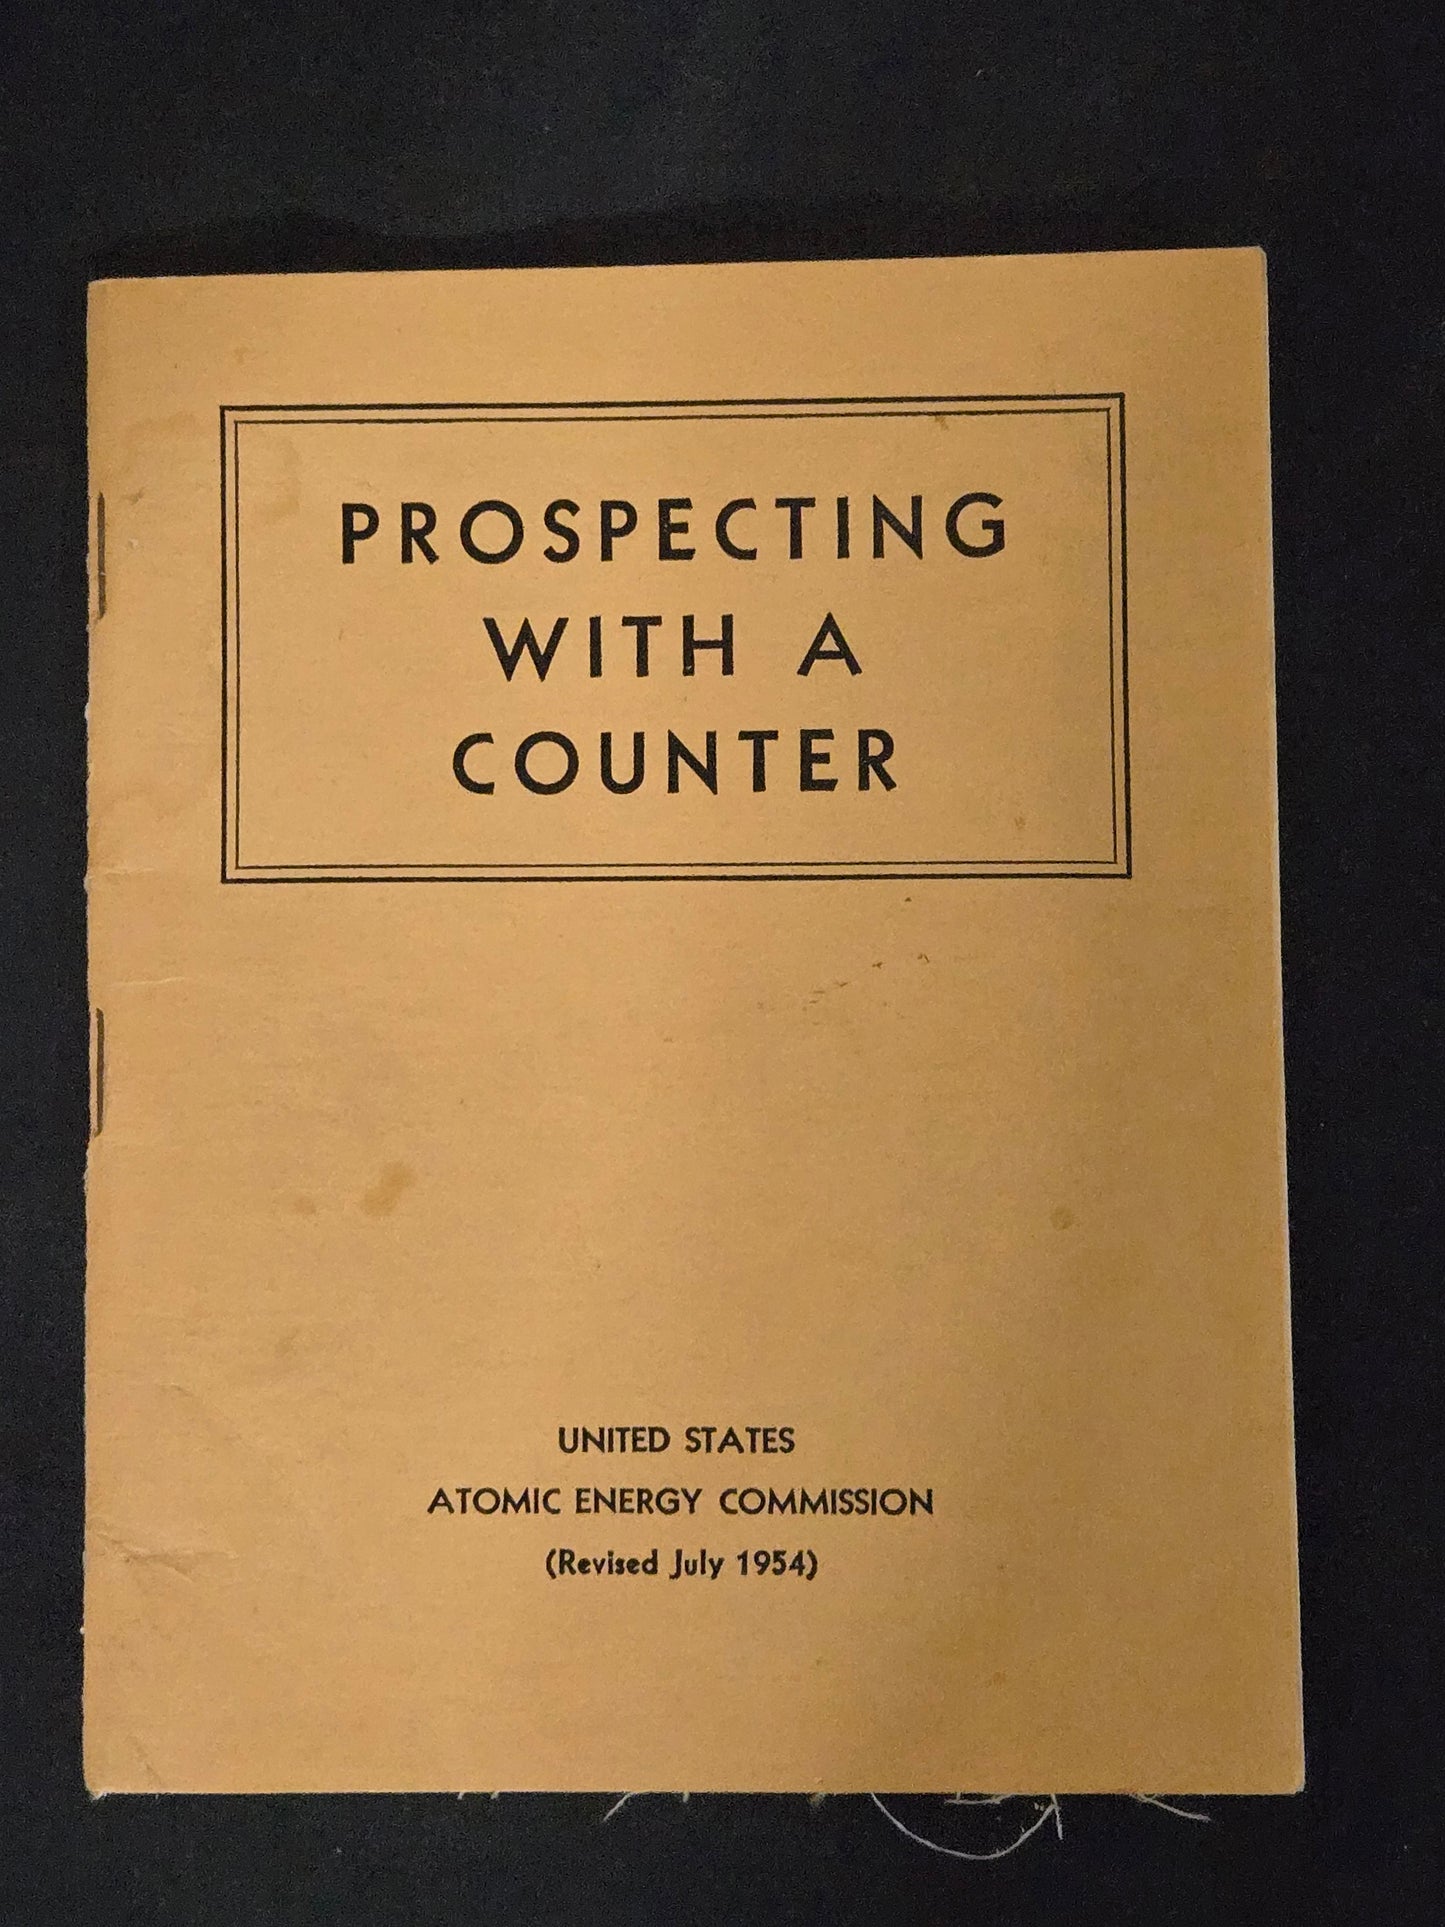 PROSPECTING
WITH A
COUNTER
UNITED STATES
ATOMIC ENERGY COMMISSION
(Revised July 1954)